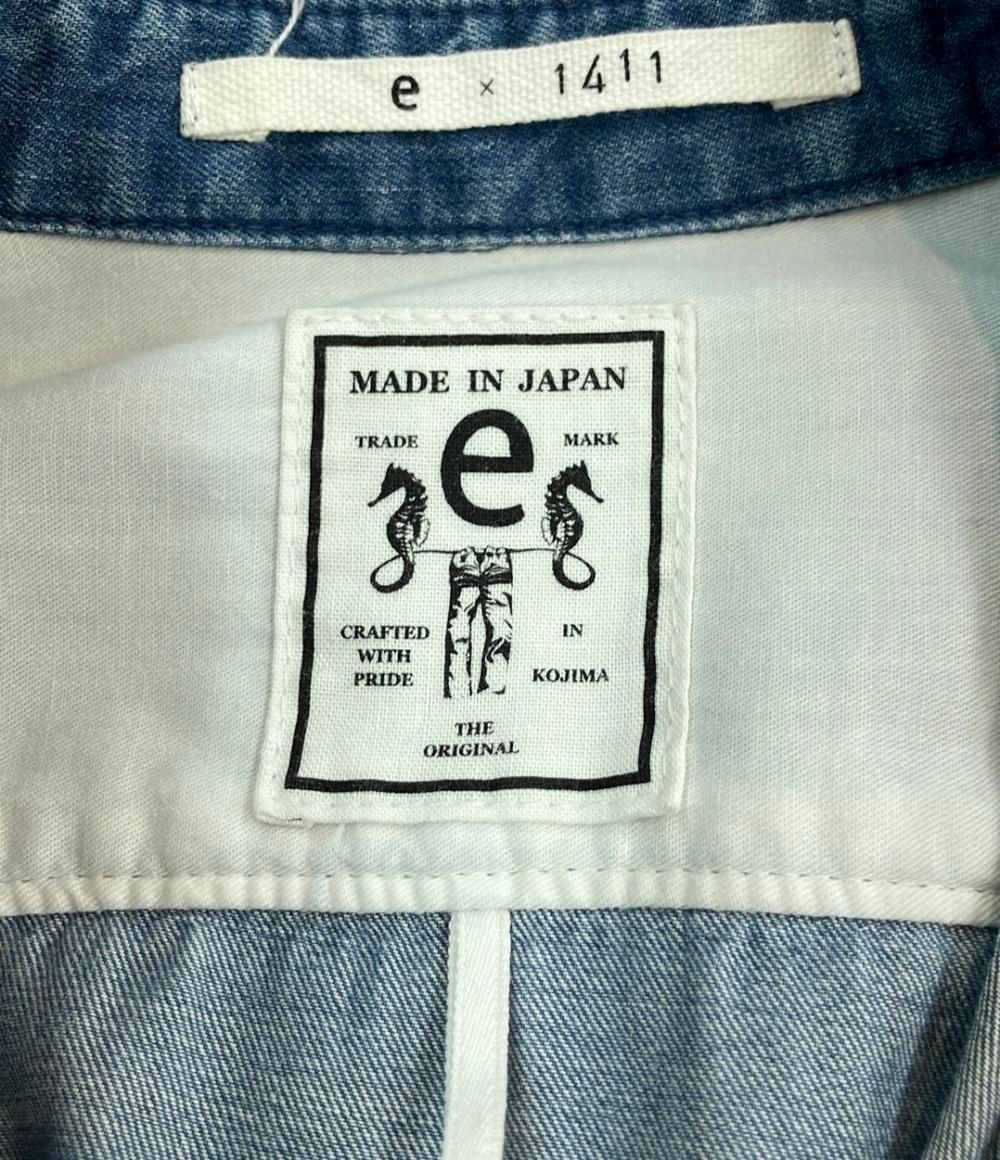 e × 1411
MADE IN JAPAN
e
TRADE MARK
CRAFTED
WITH
PRIDE
IN
KOJIMA
THE
ORIGINAL